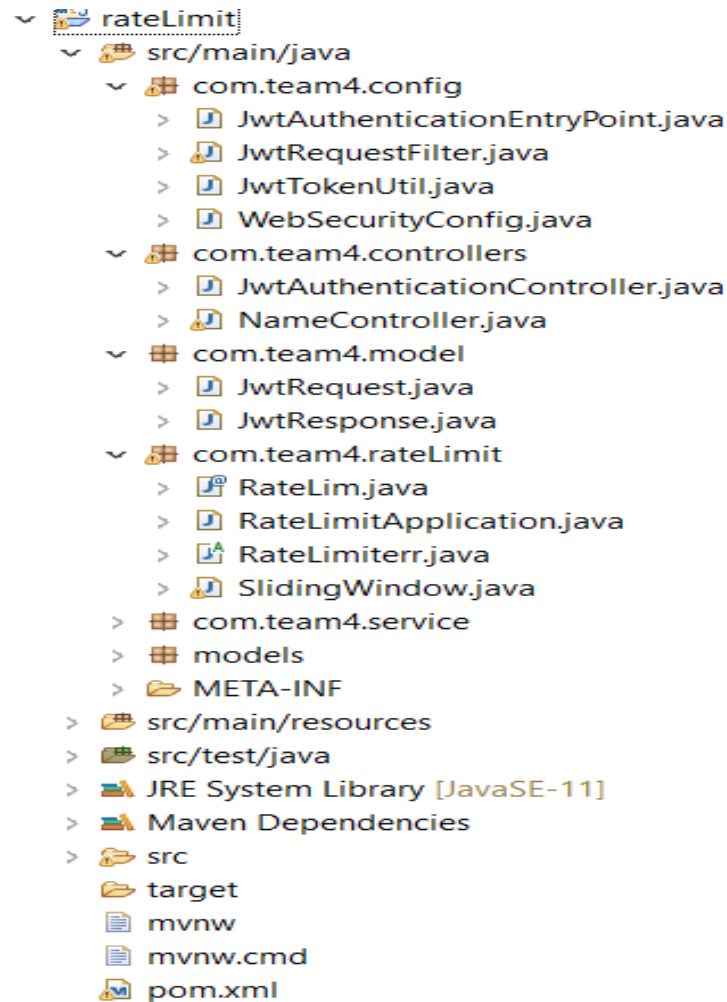 rateLimit
src/main/java
com.team4.config
JwtAuthenticationEntryPoint.java
JwtRequestFilter.java
JwtTokenUtil.java
WebSecurityConfig.java
com.team4.controllers
JwtAuthenticationController.java
NameController.java
com.team4.model
JwtRequest.java
JwtResponse.java
com.team4.rateLimit
RateLim.java
RateLimitApplication.java
RateLimiterr.java
SlidingWindow.java
com.team4.service
models
META-INF
src/main/resources
src/test/java
JRE System Library [JavaSE-11]
Maven Dependencies
src
target
mvnw
mvnw.cmd
pom.xml